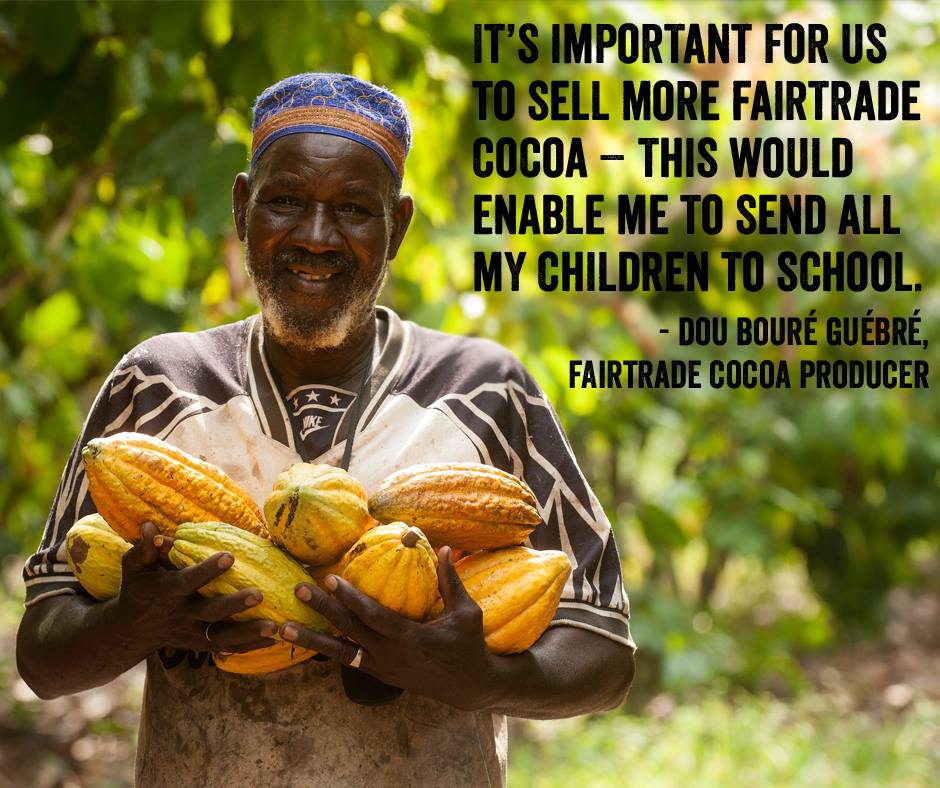 IT'S IMPORTANT FOR US
TO SELL MORE FAIRTRADE
COCOA – THIS WOULD
ENABLE ME TO SEND ALL
MY CHILDREN TO SCHOOL.
- DOU BOURÉ GUÉBRÉ,
FAIRTRADE COCOA PRODUCER
NIKE